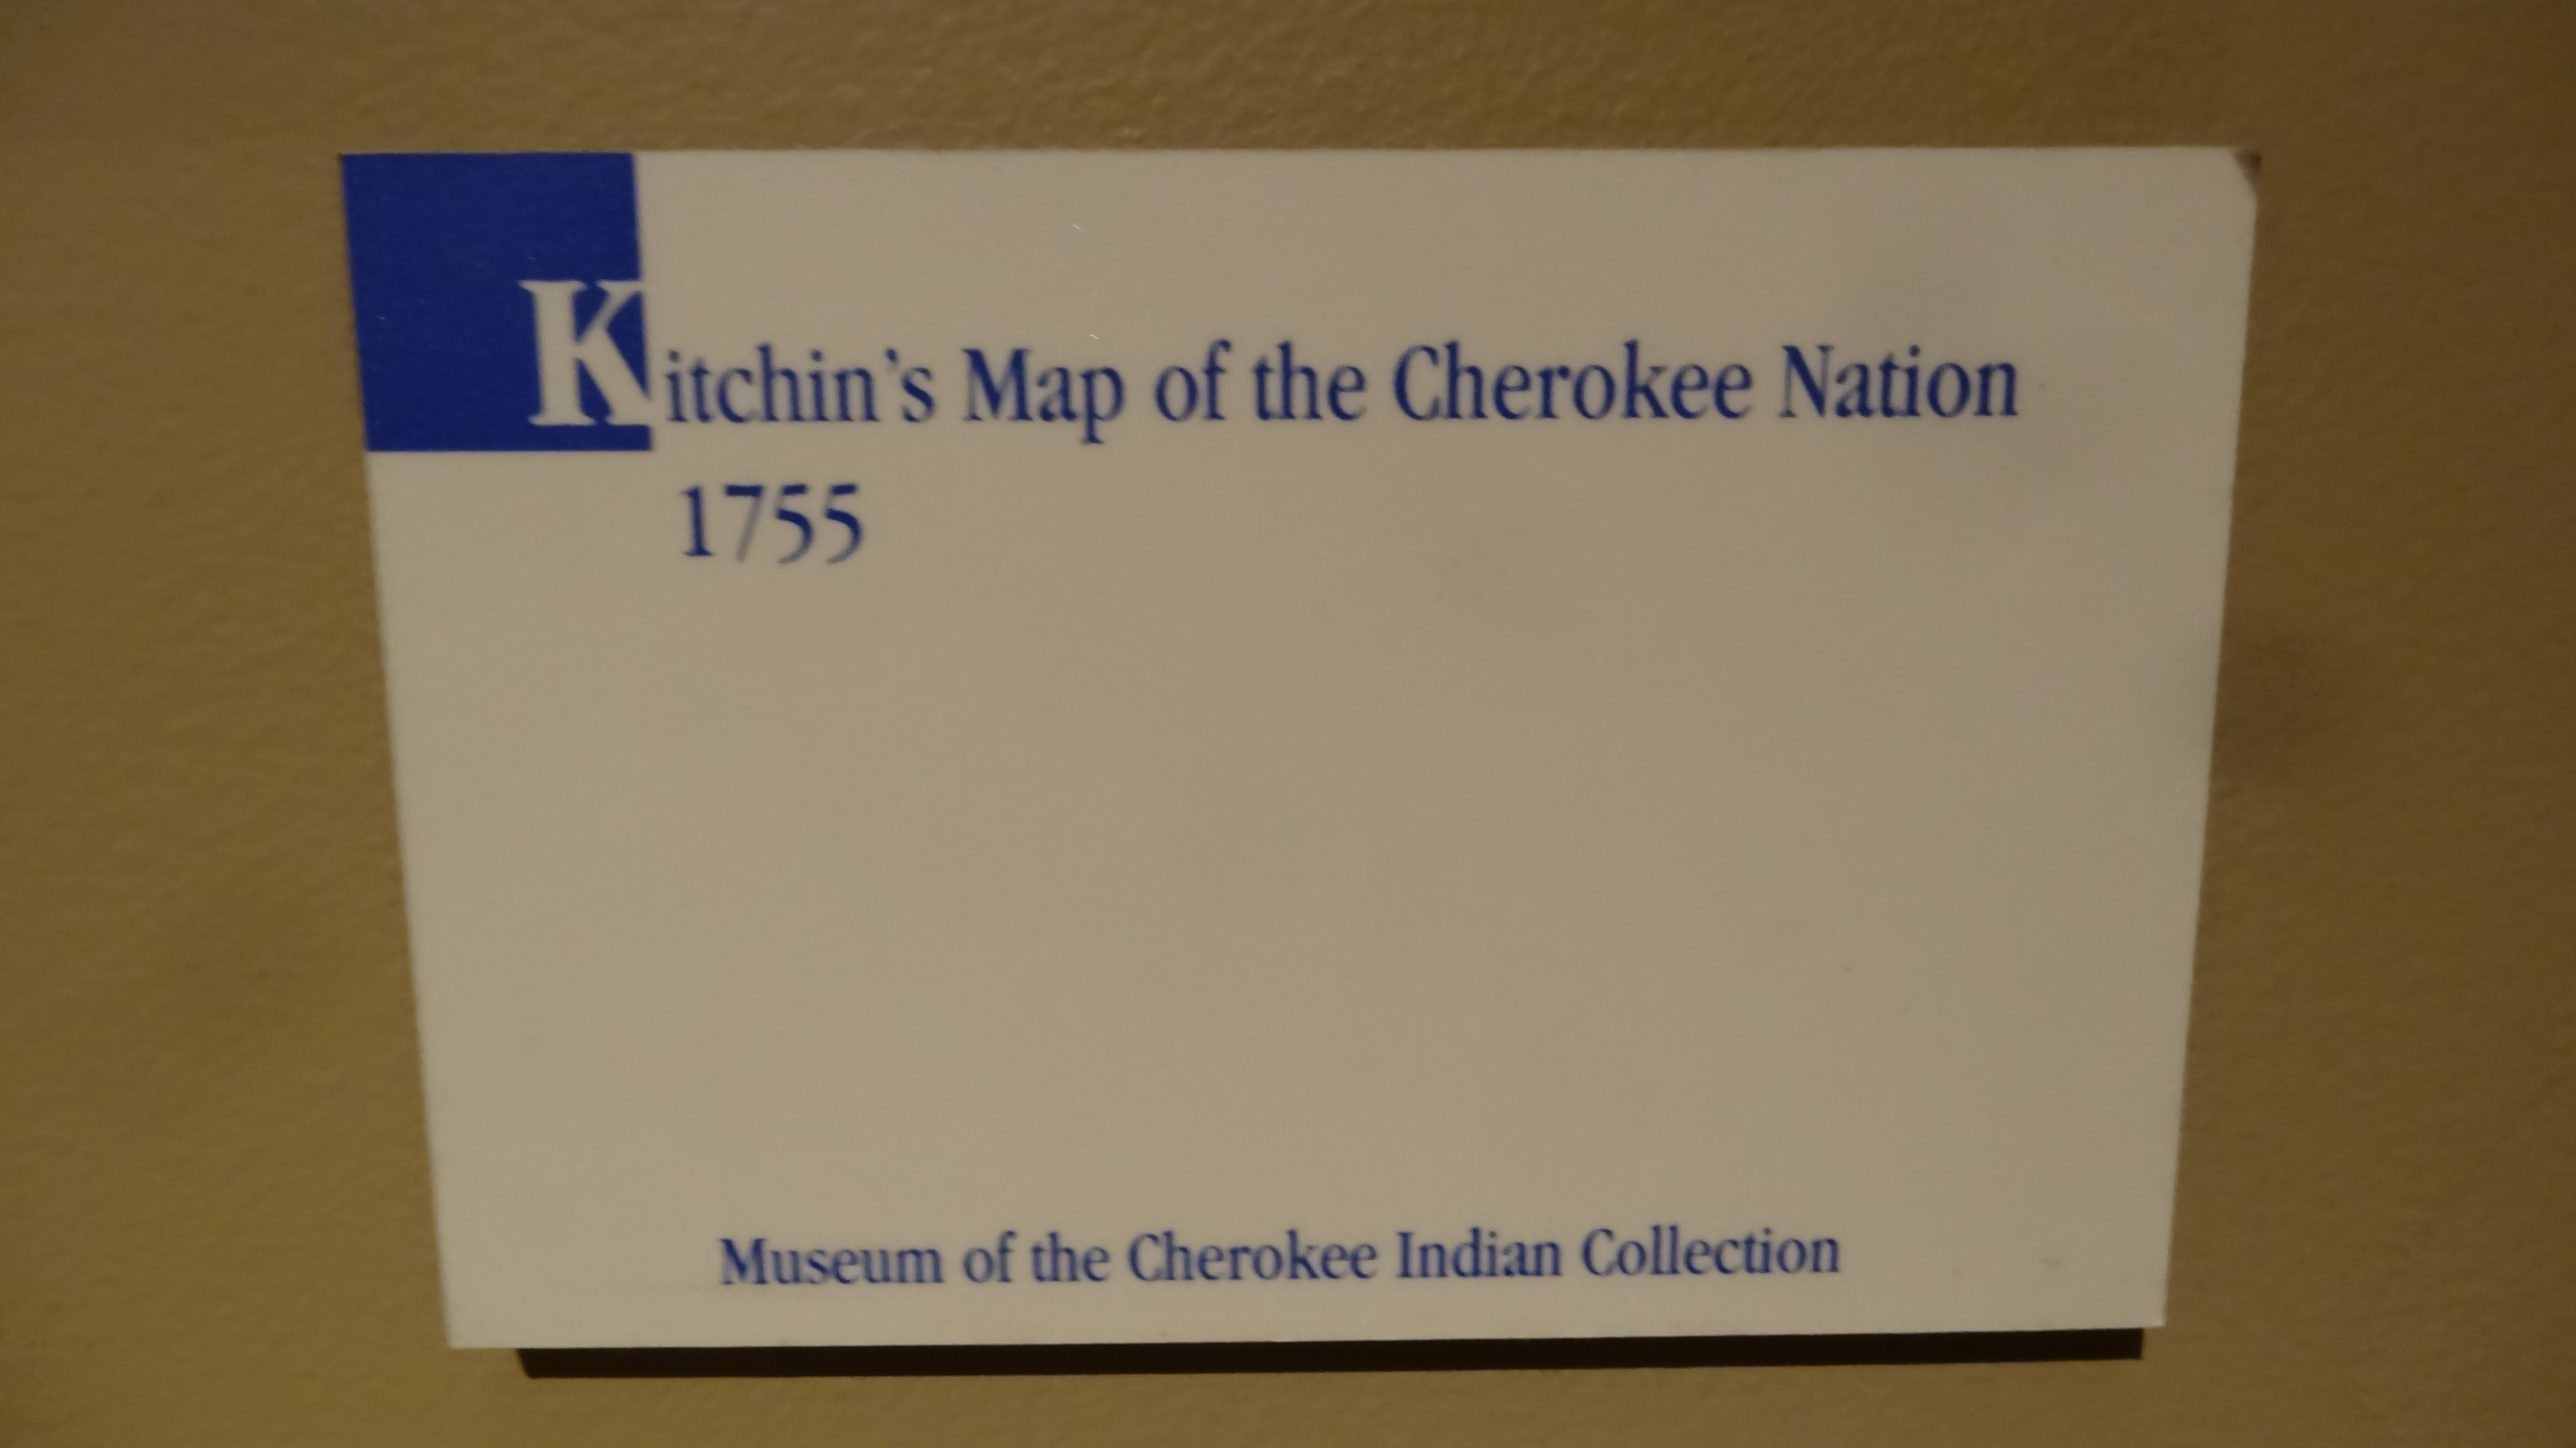 Kitchin's Map of the Cherokee Nation
1755
Museum of the Cherokee Indian Collection